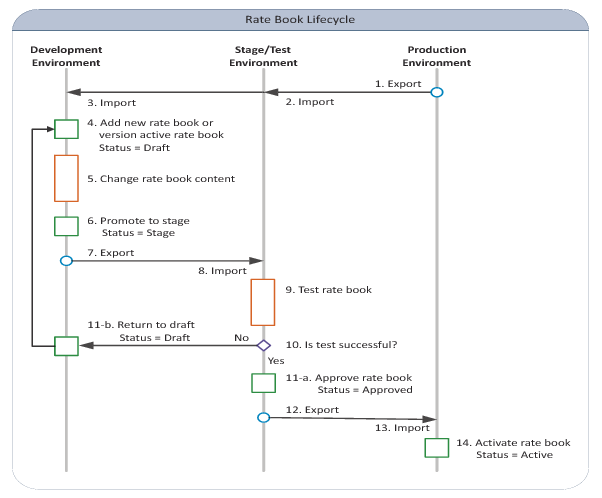 Rate Book Lifecycle
Development
Environment
Stage/Test
Environment
Production
Environment
1. Export
2. Import
3. Import
4. Add new rate book or
version active rate book
Status = Draft
5. Change rate book content
6. Promote to stage
Status = Stage
7. Export
8. Import
9. Test rate book
10. Is test successful?
No
11-b. Return to draft
Status = Draft
Yes
11-a. Approve rate book
Status = Approved
12. Export
13. Import
14. Activate rate book
Status = Active